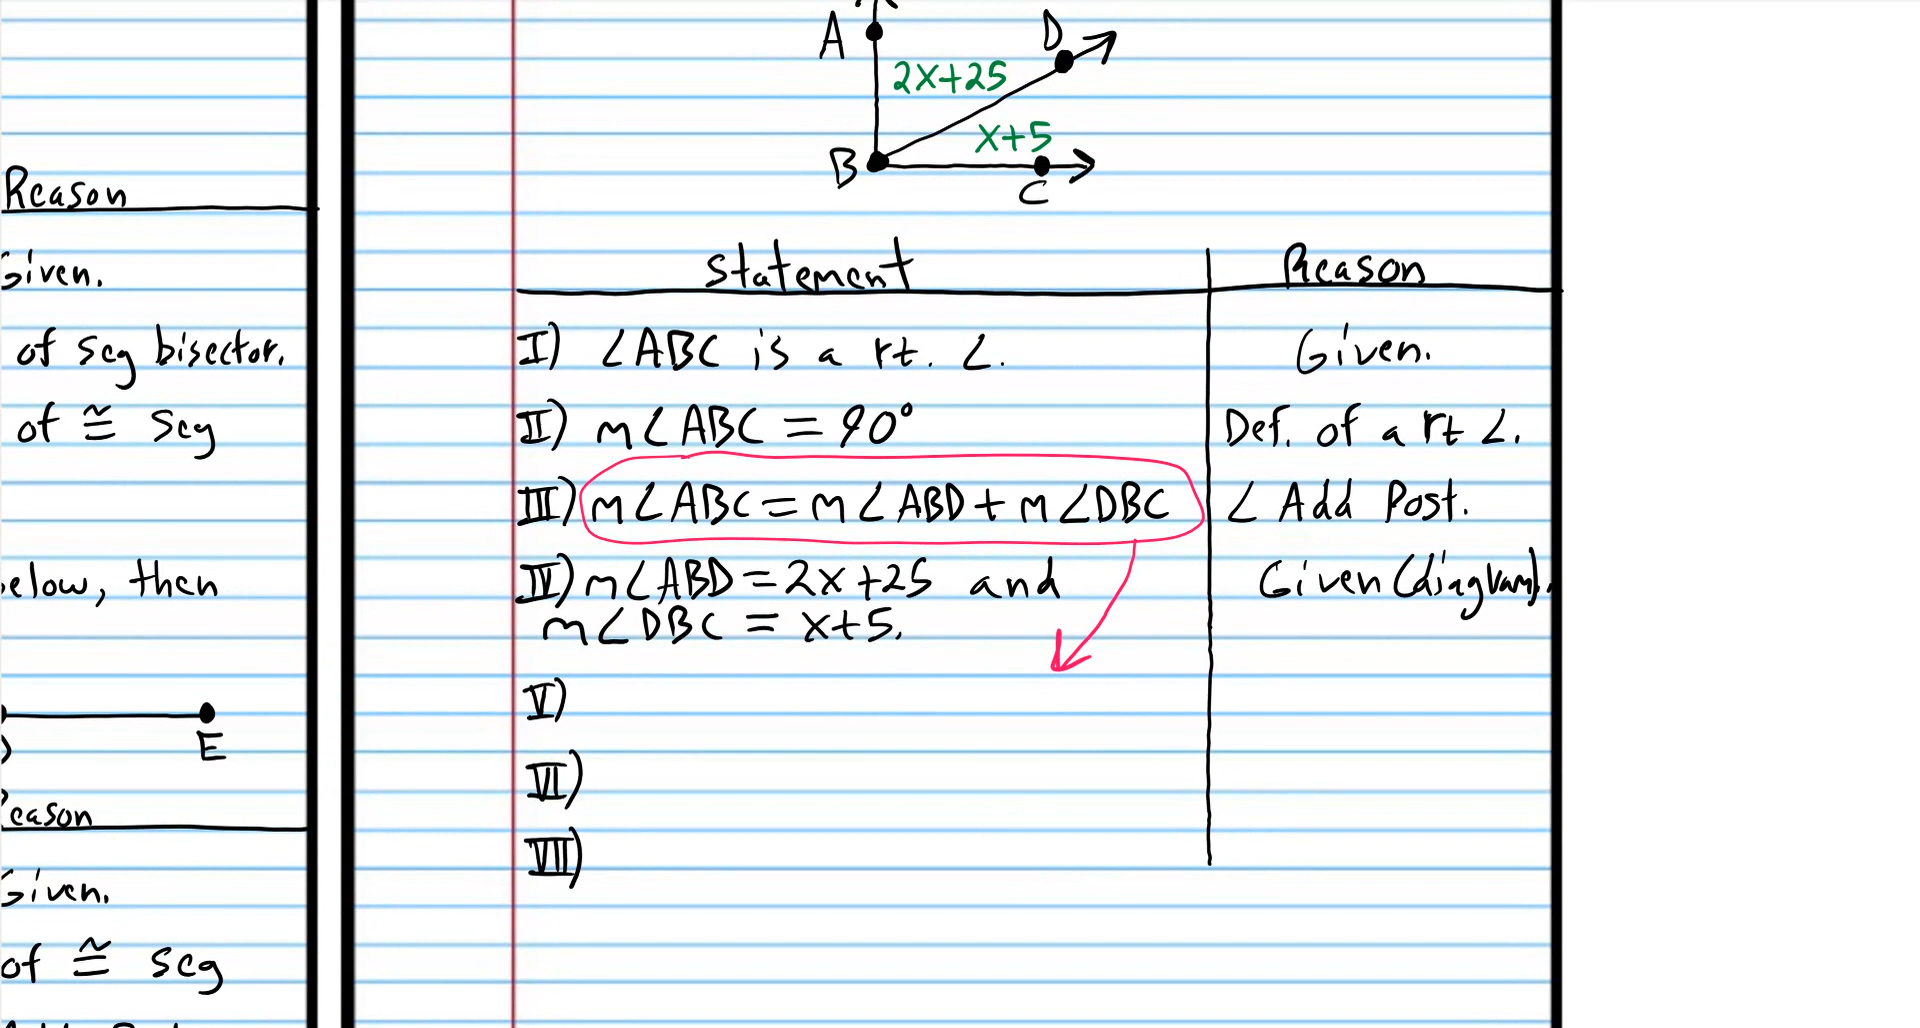 Reason
Given.
of seg bisector.
of ≅ seg
below, then
E
Reason
Given.
of ≅ seg
A
D
2x+25
x+5
B
C
Statement Reason
I) ∠ABC is a rt. ∠. Given.
II) m∠ABC = 90° Def. of a rt ∠.
III) m∠ABC = m∠ABD + m∠DBC ∠ Add Post.
IV) m∠ABD = 2x+25 and Given (diagram).
m∠DBC = x+5.
V)
VI)
VII)